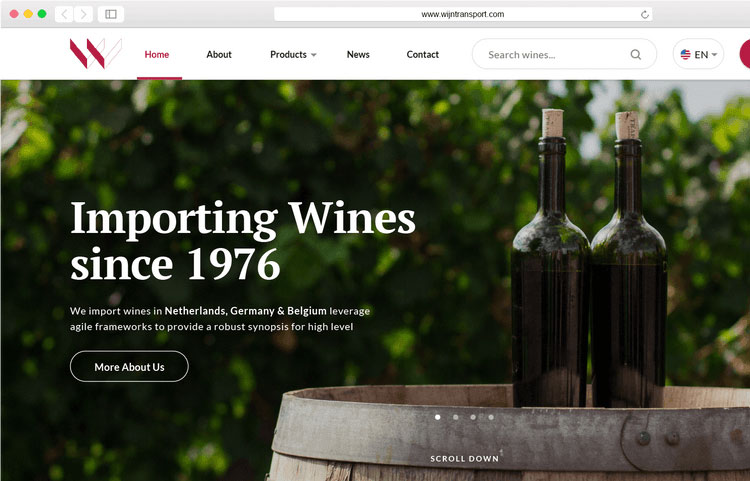 www.wijntransport.com
Home
About
Products
News
Contact
Search wines...
EN
Importing Wines
since 1976
We import wines in Netherlands, Germany & Belgium leverage
agile frameworks to provide a robust synopsis for high level
More About Us
SCROLL DOWN